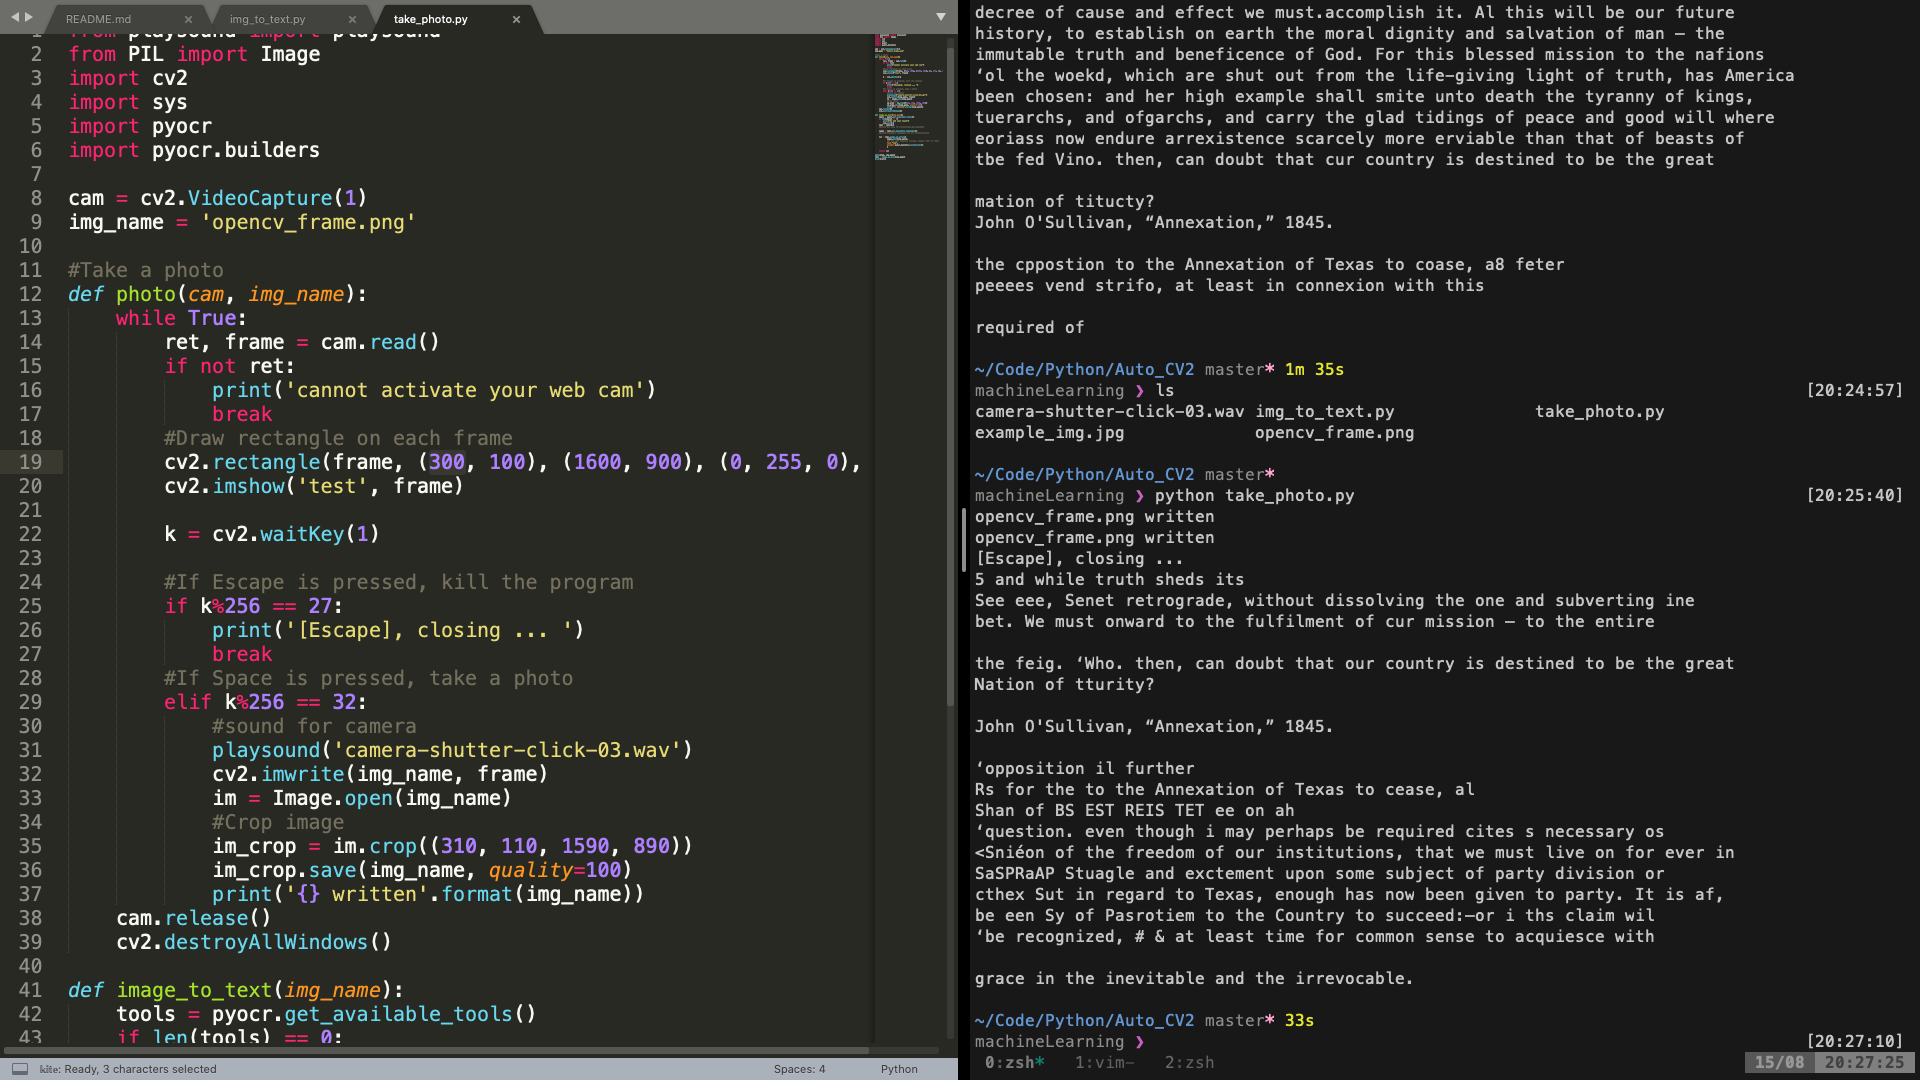 README.md × img_to_text.py × take_photo.py ×
1 from playsound import playsound
2 from PIL import Image
3 import cv2
4 import sys
5 import pyocr
6 import pyocr.builders
7
8 cam = cv2.VideoCapture(1)
9 img_name = 'opencv_frame.png'
10
11 #Take a photo
12 def photo(cam, img_name):
13 while True:
14 ret, frame = cam.read()
15 if not ret:
16 print('cannot activate your web cam')
17 break
18 #Draw rectangle on each frame
19 cv2.rectangle(frame, (300, 100), (1600, 900), (0, 255, 0),
20 cv2.imshow('test', frame)
21
22 k = cv2.waitKey(1)
23
24 #If Escape is pressed, kill the program
25 if k%256 == 27:
26 print('[Escape], closing ... ')
27 break
28 #If Space is pressed, take a photo
29 elif k%256 == 32:
30 #sound for camera
31 playsound('camera-shutter-click-03.wav')
32 cv2.imwrite(img_name, frame)
33 im = Image.open(img_name)
34 #Crop image
35 im_crop = im.crop((310, 110, 1590, 890))
36 im_crop.save(img_name, quality=100)
37 print('{} written'.format(img_name))
38 cam.release()
39 cv2.destroyAllWindows()
40
41 def image_to_text(img_name):
42 tools = pyocr.get_available_tools()
43 if len(tools) == 0:
kite: Ready, 3 characters selected Spaces: 4 Python
decree of cause and effect we must.accomplish it. Al this will be our future
history, to establish on earth the moral dignity and salvation of man — the
immutable truth and beneficence of God. For this blessed mission to the nafions
‘ol the woekd, which are shut out from the life-giving light of truth, has America
been chosen: and her high example shall smite unto death the tyranny of kings,
tuerarchs, and ofgarchs, and carry the glad tidings of peace and good will where
eoriass now endure arrexistence scarcely more erviable than that of beasts of
tbe fed Vino. then, can doubt that cur country is destined to be the great
mation of titucty?
John O'Sullivan, “Annexation,” 1845.
the cppostion to the Annexation of Texas to coase, a8 feter
peeees vend strifo, at least in connexion with this
required of
~/Code/Python/Auto_CV2 master* 1m 35s
machineLearning ❯ ls [20:24:57]
camera-shutter-click-03.wav img_to_text.py take_photo.py
example_img.jpg opencv_frame.png
~/Code/Python/Auto_CV2 master*
machineLearning ❯ python take_photo.py [20:25:40]
opencv_frame.png written
opencv_frame.png written
[Escape], closing ...
5 and while truth sheds its
See eee, Senet retrograde, without dissolving the one and subverting ine
bet. We must onward to the fulfilment of cur mission — to the entire
the feig. ‘Who. then, can doubt that our country is destined to be the great
Nation of tturity?
John O'Sullivan, “Annexation,” 1845.
‘opposition il further
Rs for the to the Annexation of Texas to cease, al
Shan of BS EST REIS TET ee on ah
‘question. even though i may perhaps be required cites s necessary os
<Sniéon of the freedom of our institutions, that we must live on for ever in
SaSPRaAP Stuagle and exctement upon some subject of party division or
cthex Sut in regard to Texas, enough has now been given to party. It is af,
be een Sy of Pasrotiem to the Country to succeed:—or i ths claim wil
‘be recognized, # & at least time for common sense to acquiesce with
grace in the inevitable and the irrevocable.
~/Code/Python/Auto_CV2 master* 33s
machineLearning ❯ [20:27:10]
0:zsh* 1:vim- 2:zsh 15/08 20:27:25